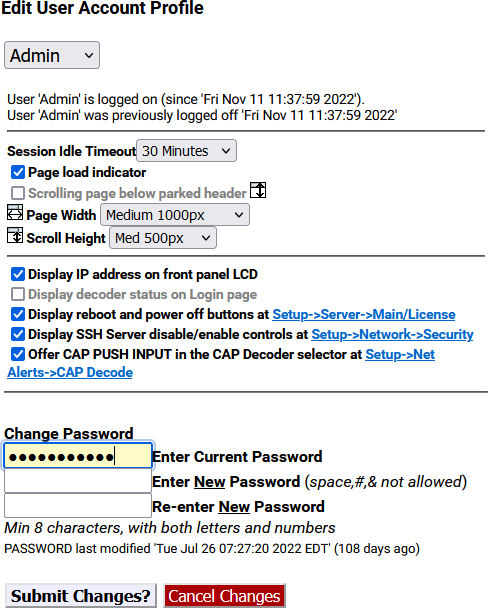 Edit User Account Profile
Admin
User 'Admin' is logged on (since 'Fri Nov 11 11:37:59 2022').
User 'Admin' was previously logged off 'Fri Nov 11 11:37:59 2022'
Session Idle Timeout 30 Minutes
Page load indicator
Scrolling page below parked header
Page Width Medium 1000px
Scroll Height Med 500px
Display IP address on front panel LCD
Display decoder status on Login page
Display reboot and power off buttons at Setup->Server->Main/License
Display SSH Server disable/enable controls at Setup->Network->Security
Offer CAP PUSH INPUT in the CAP Decoder selector at Setup->Net
Alerts->CAP Decode
Change Password
●●●●●●●●●●● Enter Current Password
Enter New Password (space,#,& not allowed)
Re-enter New Password
Min 8 characters, with both letters and numbers
PASSWORD last modified 'Tue Jul 26 07:27:20 2022 EDT' (108 days ago)
Submit Changes? Cancel Changes